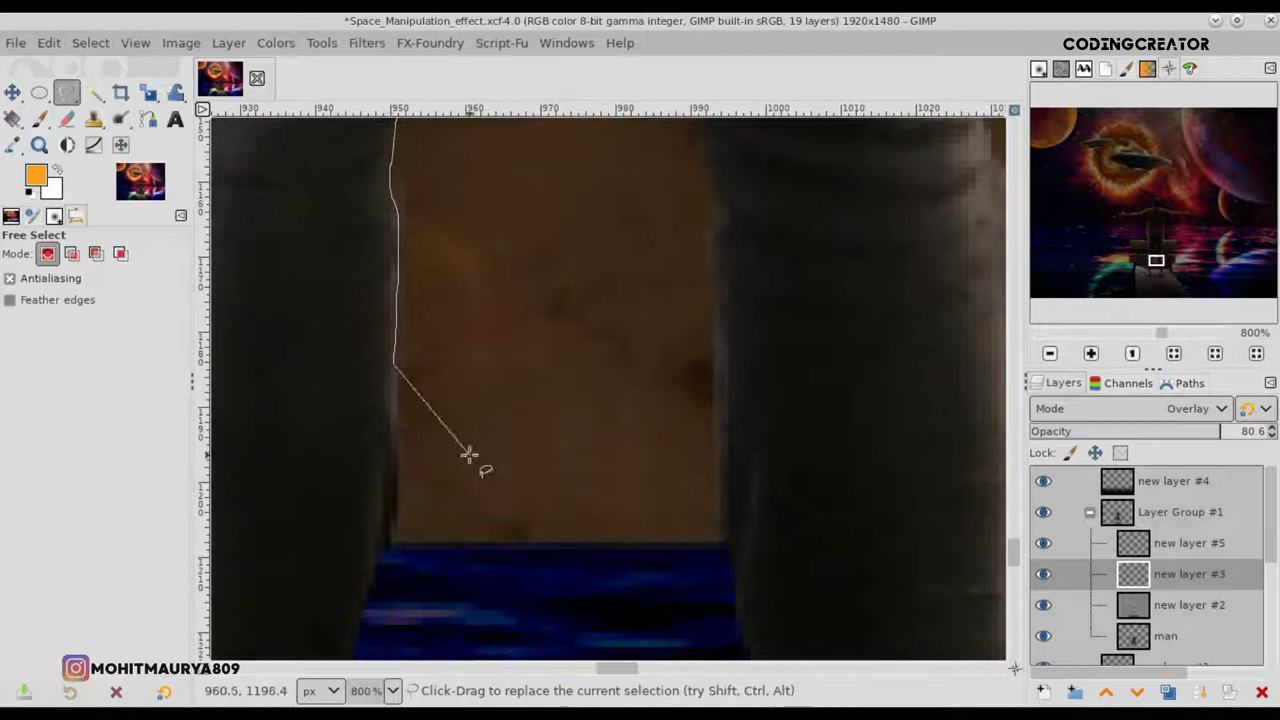 *Space_Manipulation_effect.xcf-4.0 (RGB color 8-bit gamma integer, GIMP built-in sRGB, 19 layers) 1920x1480 – GIMP
File Edit View Select Image Layer Colors Tools Filters FX-Foundry Script-Fu Windows Help
CODINGCREATOR
930 940 950 960 970 980 990 1000 1010 1020
Free Select
Mode:
Antialiasing
Feather edges
800%
Layers Channels Paths
Mode Overlay
Opacity 80.6
Lock:
new layer #4
Layer Group #1
new layer #5
new layer #3
new layer #2
man
MOHITMAURYA809
960.5, 1196.4 px 800% Click-Drag to replace the current selection (try Shift, Ctrl, Alt)